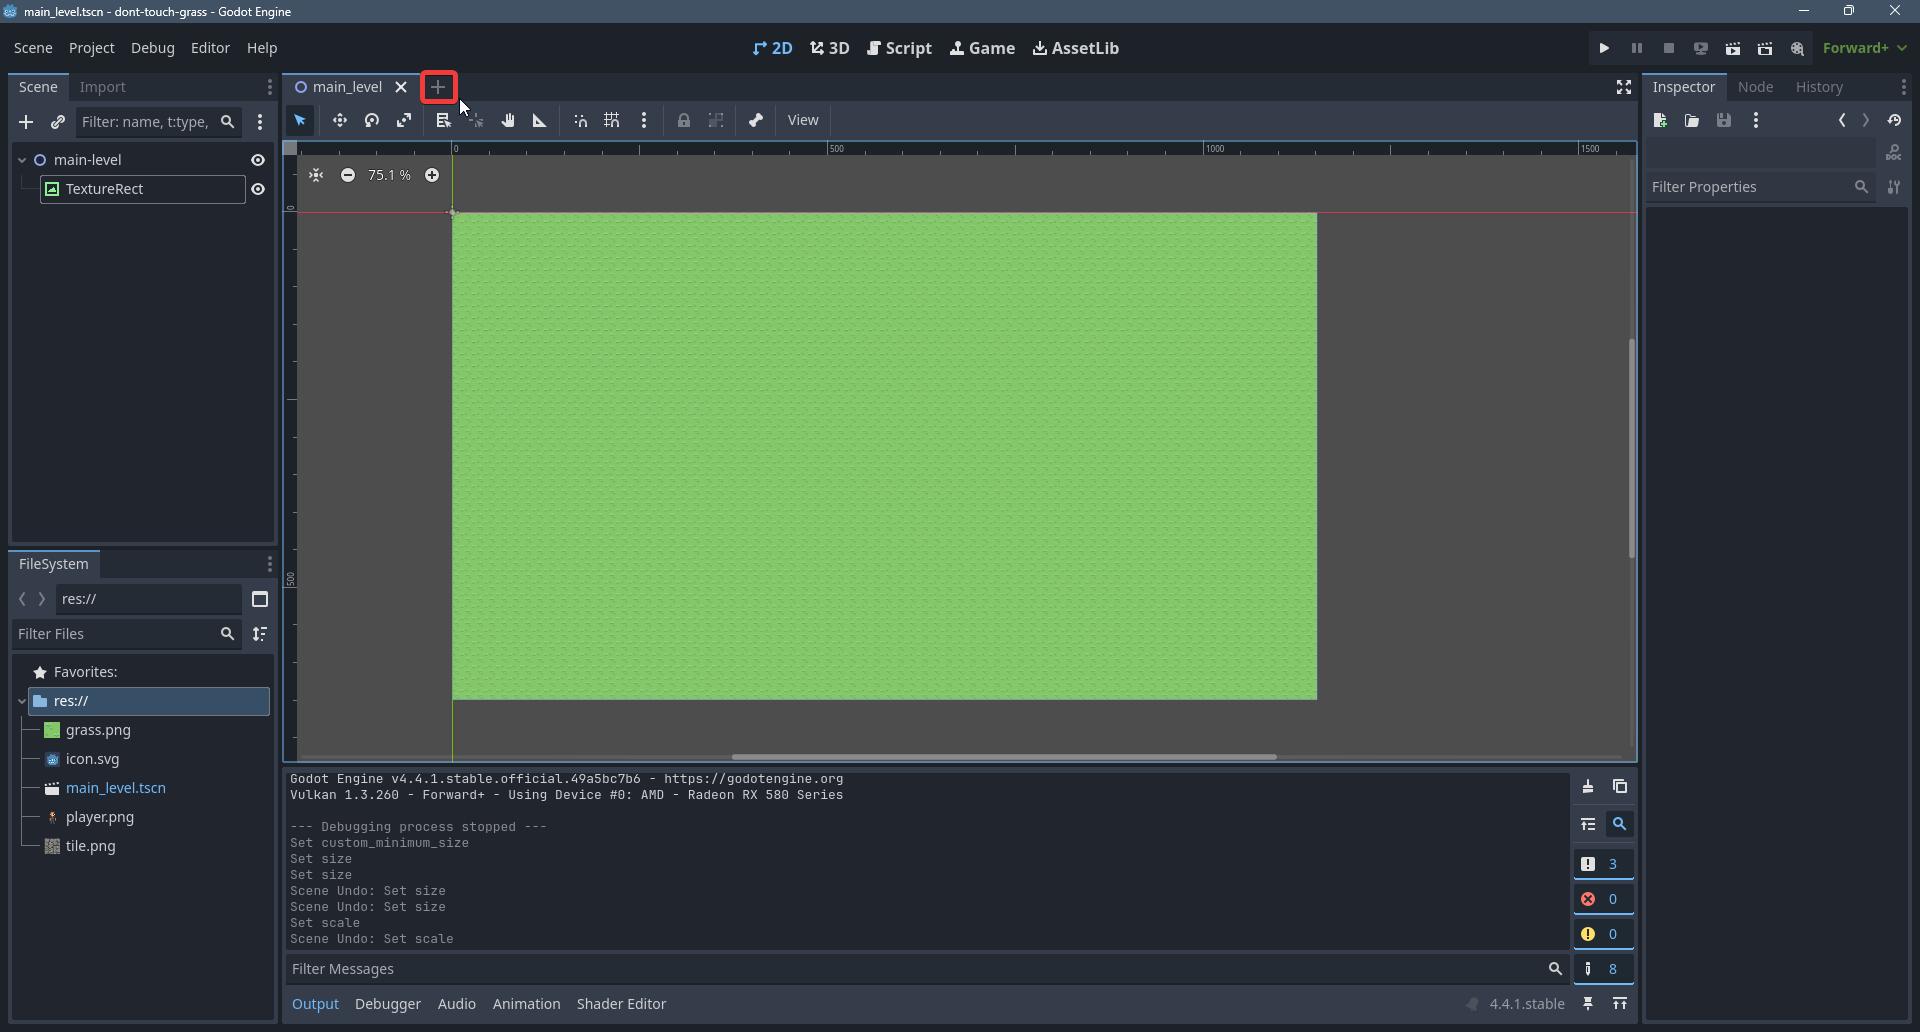 main_level.tscn - dont-touch-grass - Godot Engine
Scene Project Debug Editor Help
2D 3D Script Game AssetLib
Forward+
Scene Import
main_level
Inspector Node History
Filter: name, t:type,
View
main-level
TextureRect
0 500 1000 1500
75.1 %
0
500
DOC
Filter Properties
FileSystem
res://
Filter Files
Favorites:
res://
grass.png
icon.svg
main_level.tscn
player.png
tile.png
Godot Engine v4.4.1.stable.official.49a5bc7b6 - https://godotengine.org
Vulkan 1.3.260 - Forward+ - Using Device #0: AMD - Radeon RX 580 Series
--- Debugging process stopped ---
Set custom_minimum_size
Set size
Set size
Scene Undo: Set size
Scene Undo: Set size
Set scale
Scene Undo: Set scale
3
0
0
8
Filter Messages
Output Debugger Audio Animation Shader Editor
4.4.1.stable